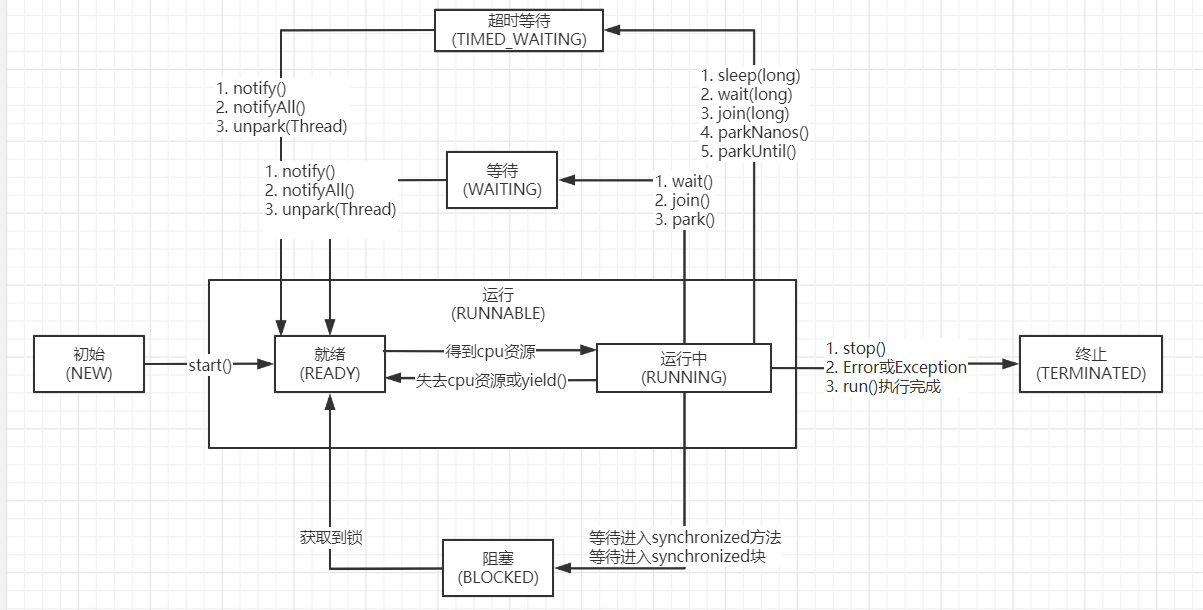 超时等待
(TIMED_WAITING)
1. notify()
2. notifyAll()
3. unpark(Thread)
1. sleep(long)
2. wait(long)
3. join(long)
4. parkNanos()
5. parkUntil()
1. notify()
2. notifyAll()
3. unpark(Thread)
等待
(WAITING)
1. wait()
2. join()
3. park()
运行
(RUNNABLE)
初始
(NEW)
start()
就绪
(READY)
得到cpu资源
失去cpu资源或yield()
运行中
(RUNNING)
1. stop()
2. Error或Exception
3. run()执行完成
终止
(TERMINATED)
获取到锁
阻塞
(BLOCKED)
等待进入synchronized方法
等待进入synchronized块